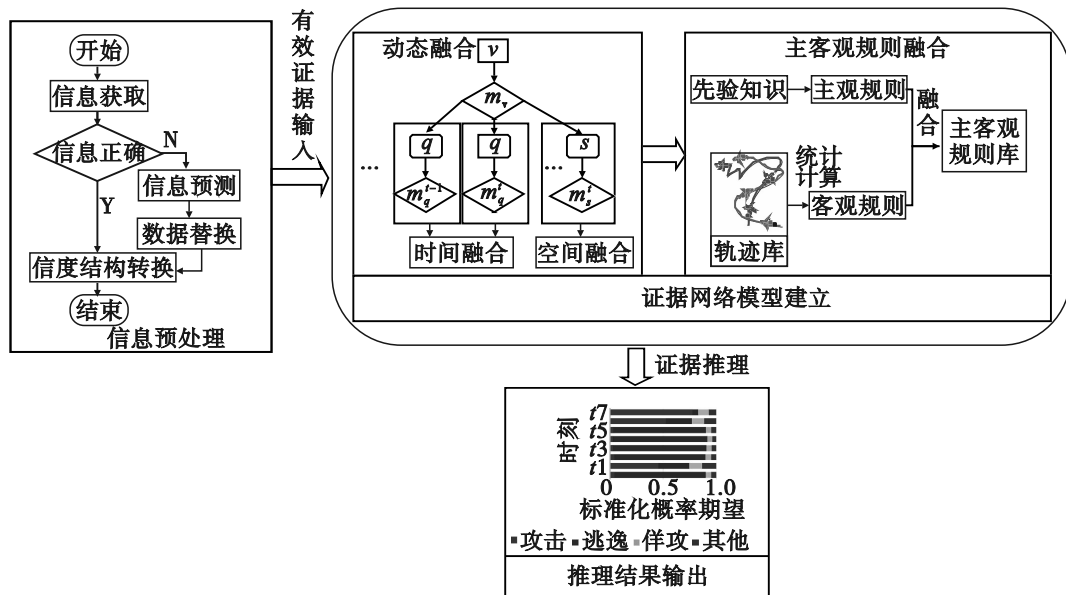 开始
信息获取
信息正确
N
Y
信息预测
数据替换
信度结构转换
结束
信息预处理
有效证据输入
动态融合
v
m_v
...
q
q
...
s
m_q^{t-1}
m_q^t
m_s^t
时间融合
空间融合
主客观规则融合
先验知识
主观规则
融合
主客观
规则库
统计
计算
客观规则
轨迹库
证据网络模型建立
证据推理
时刻
t7
t5
t3
t1
0 0.5 1.0
标准化概率期望
攻击 逃逸 佯攻 其他
推理结果输出